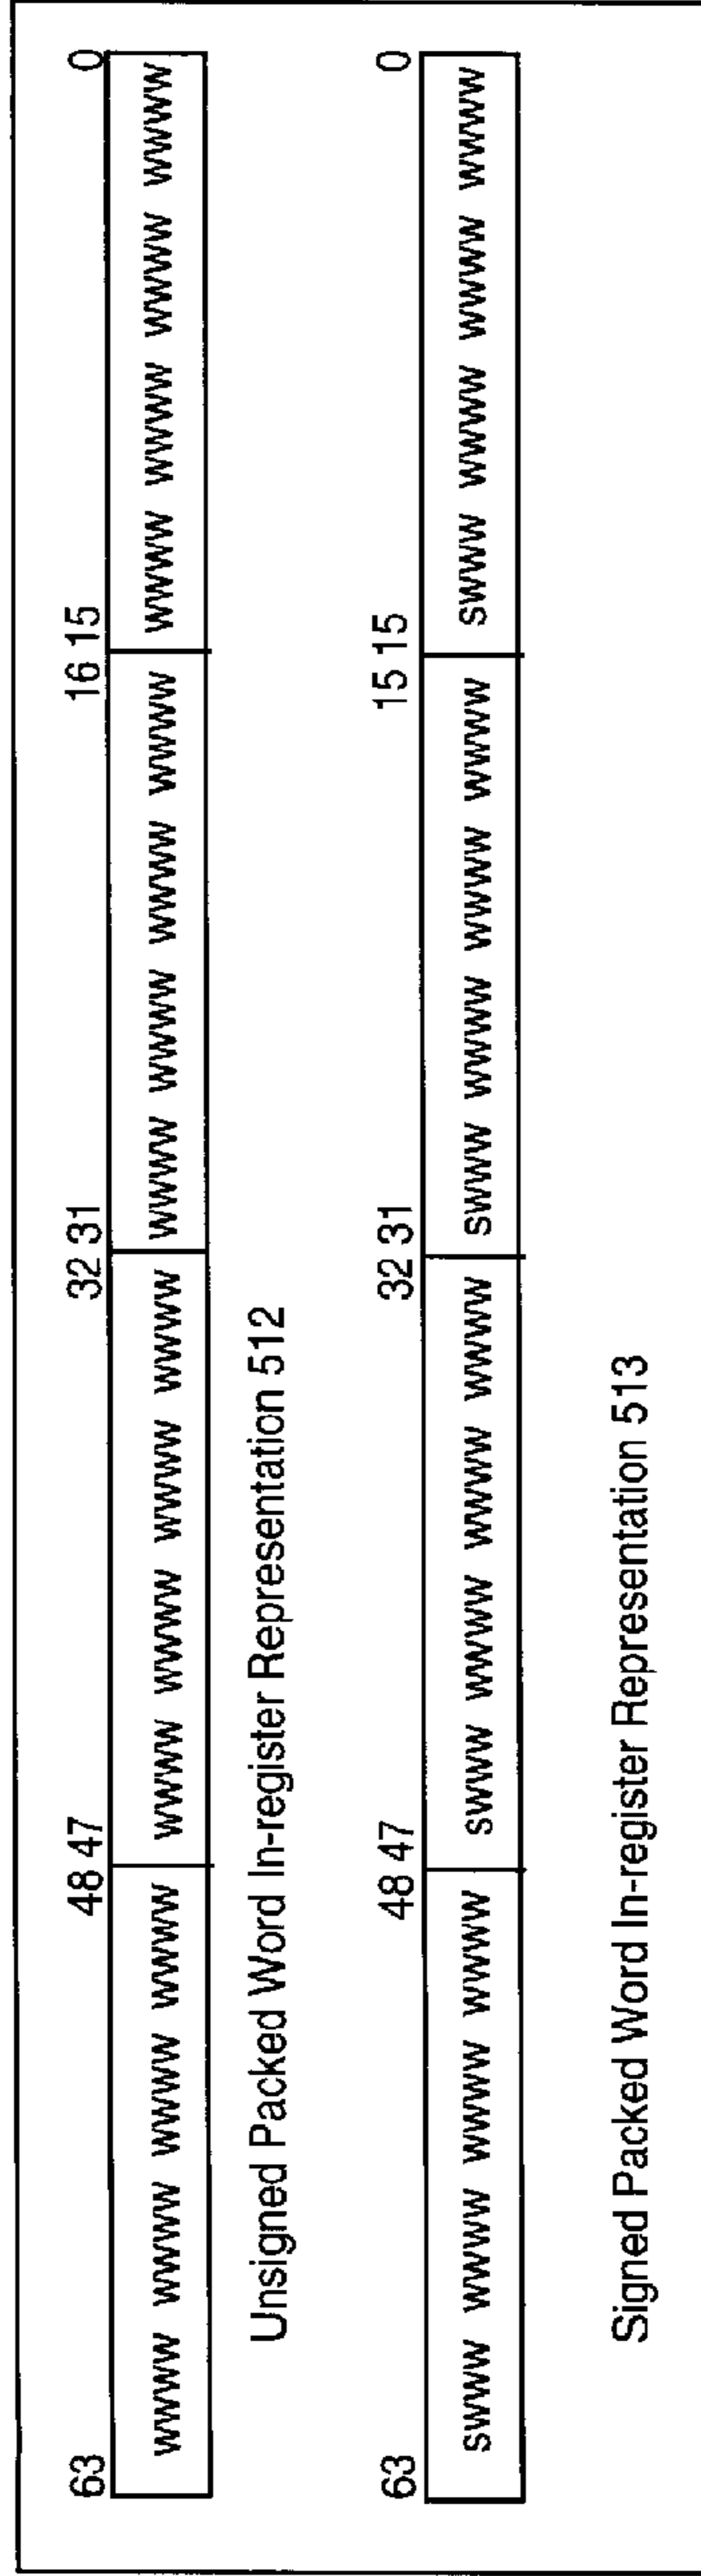 63 48 47 32 31 16 15 0
wwww wwww wwww wwww wwww wwww wwww wwww wwww wwww wwww wwww wwww wwww wwww wwww
Unsigned Packed Word In-register Representation 512
63 48 47 32 31 15 15 0
swww wwww wwww wwww swww wwww wwww wwww swww wwww wwww wwww swww wwww wwww wwww
Signed Packed Word In-register Representation 513